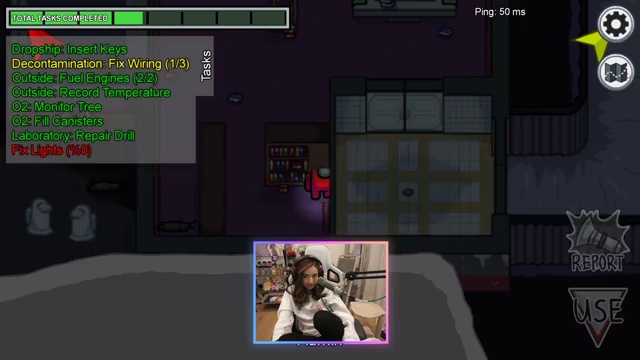 TOTAL TASKS COMPLETED
Ping: 50 ms
Dropship: Insert Keys
Decontamination: Fix Wiring (1/3)
Outside: Fuel Engines (2/2)
Outside: Record Temperature
O2: Monitor Tree
O2: Fill Canisters
Laboratory: Repair Drill
Fix Lights (%0)
Tasks
REPORT
USE